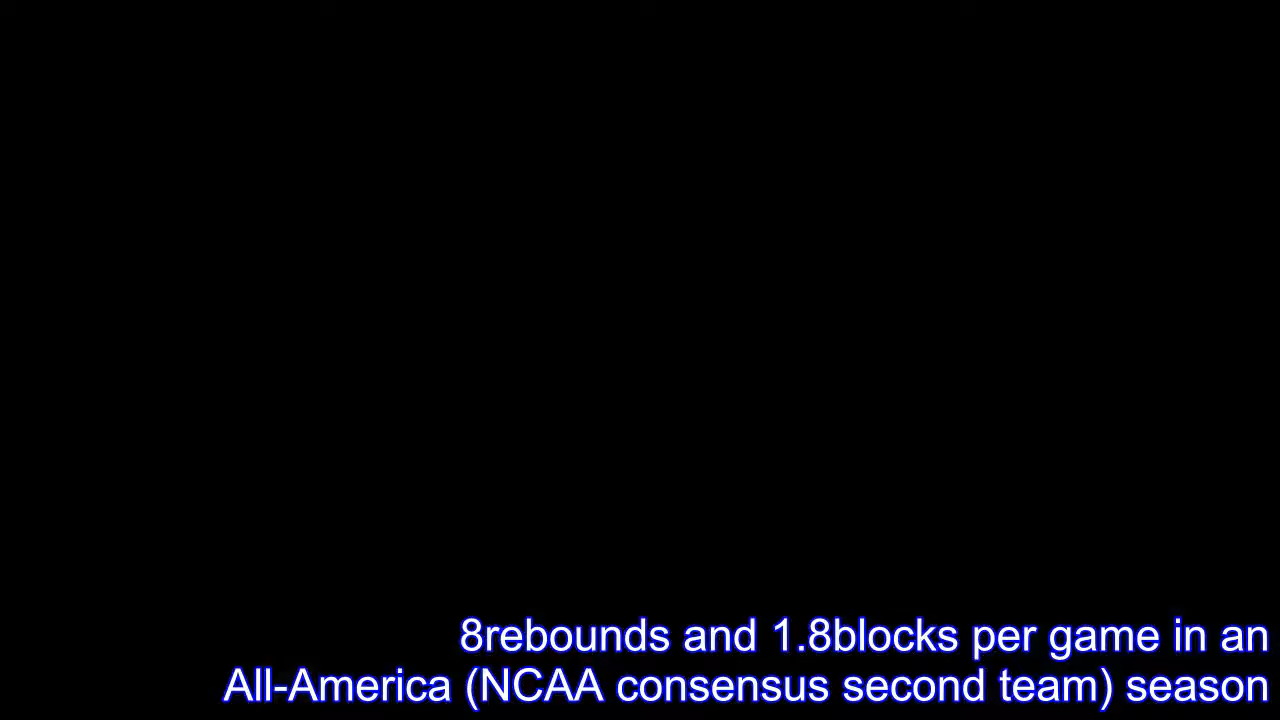 8rebounds and 1.8blocks per game in an
All-America (NCAA consensus second team) season